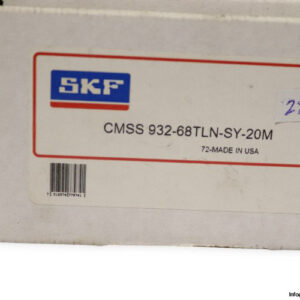 SKF
CMSS 932-68TLN-SY-20M
72-MADE IN USA